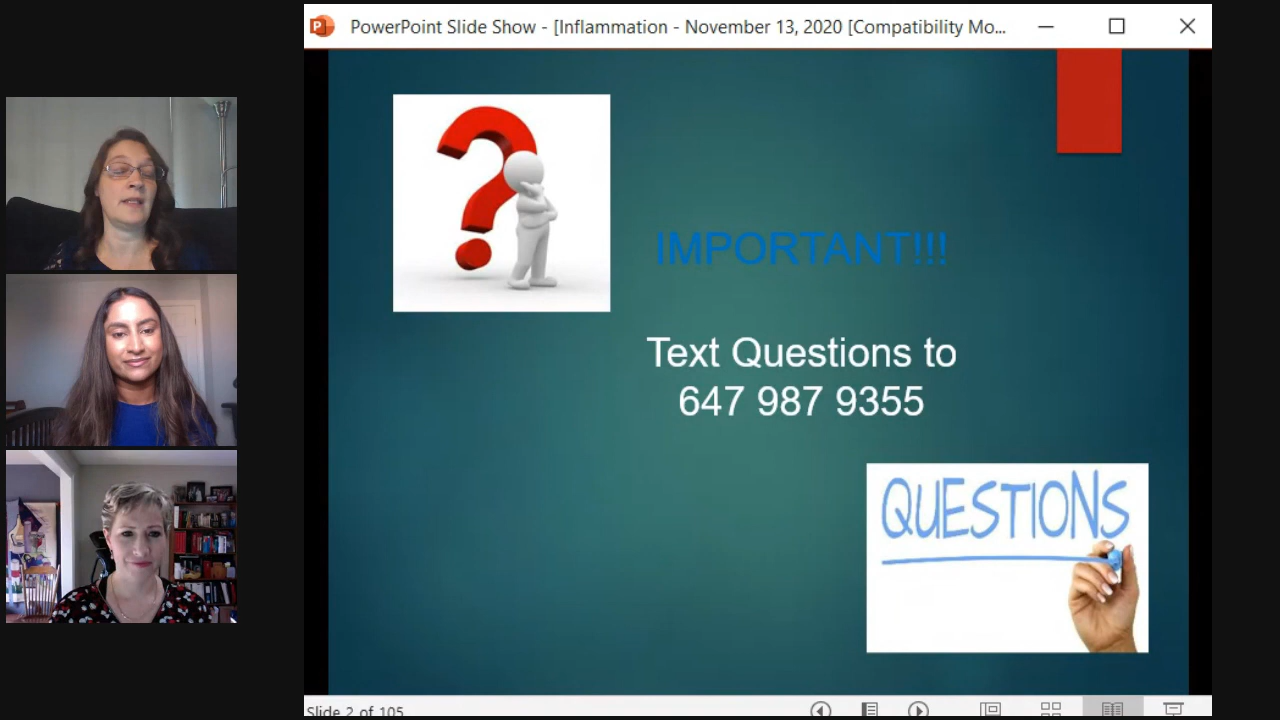 PowerPoint Slide Show - [Inflammation - November 13, 2020 [Compatibility Mo...
IMPORTANT!!!
Text Questions to
647 987 9355
QUESTIONS
Slide 2 of 105